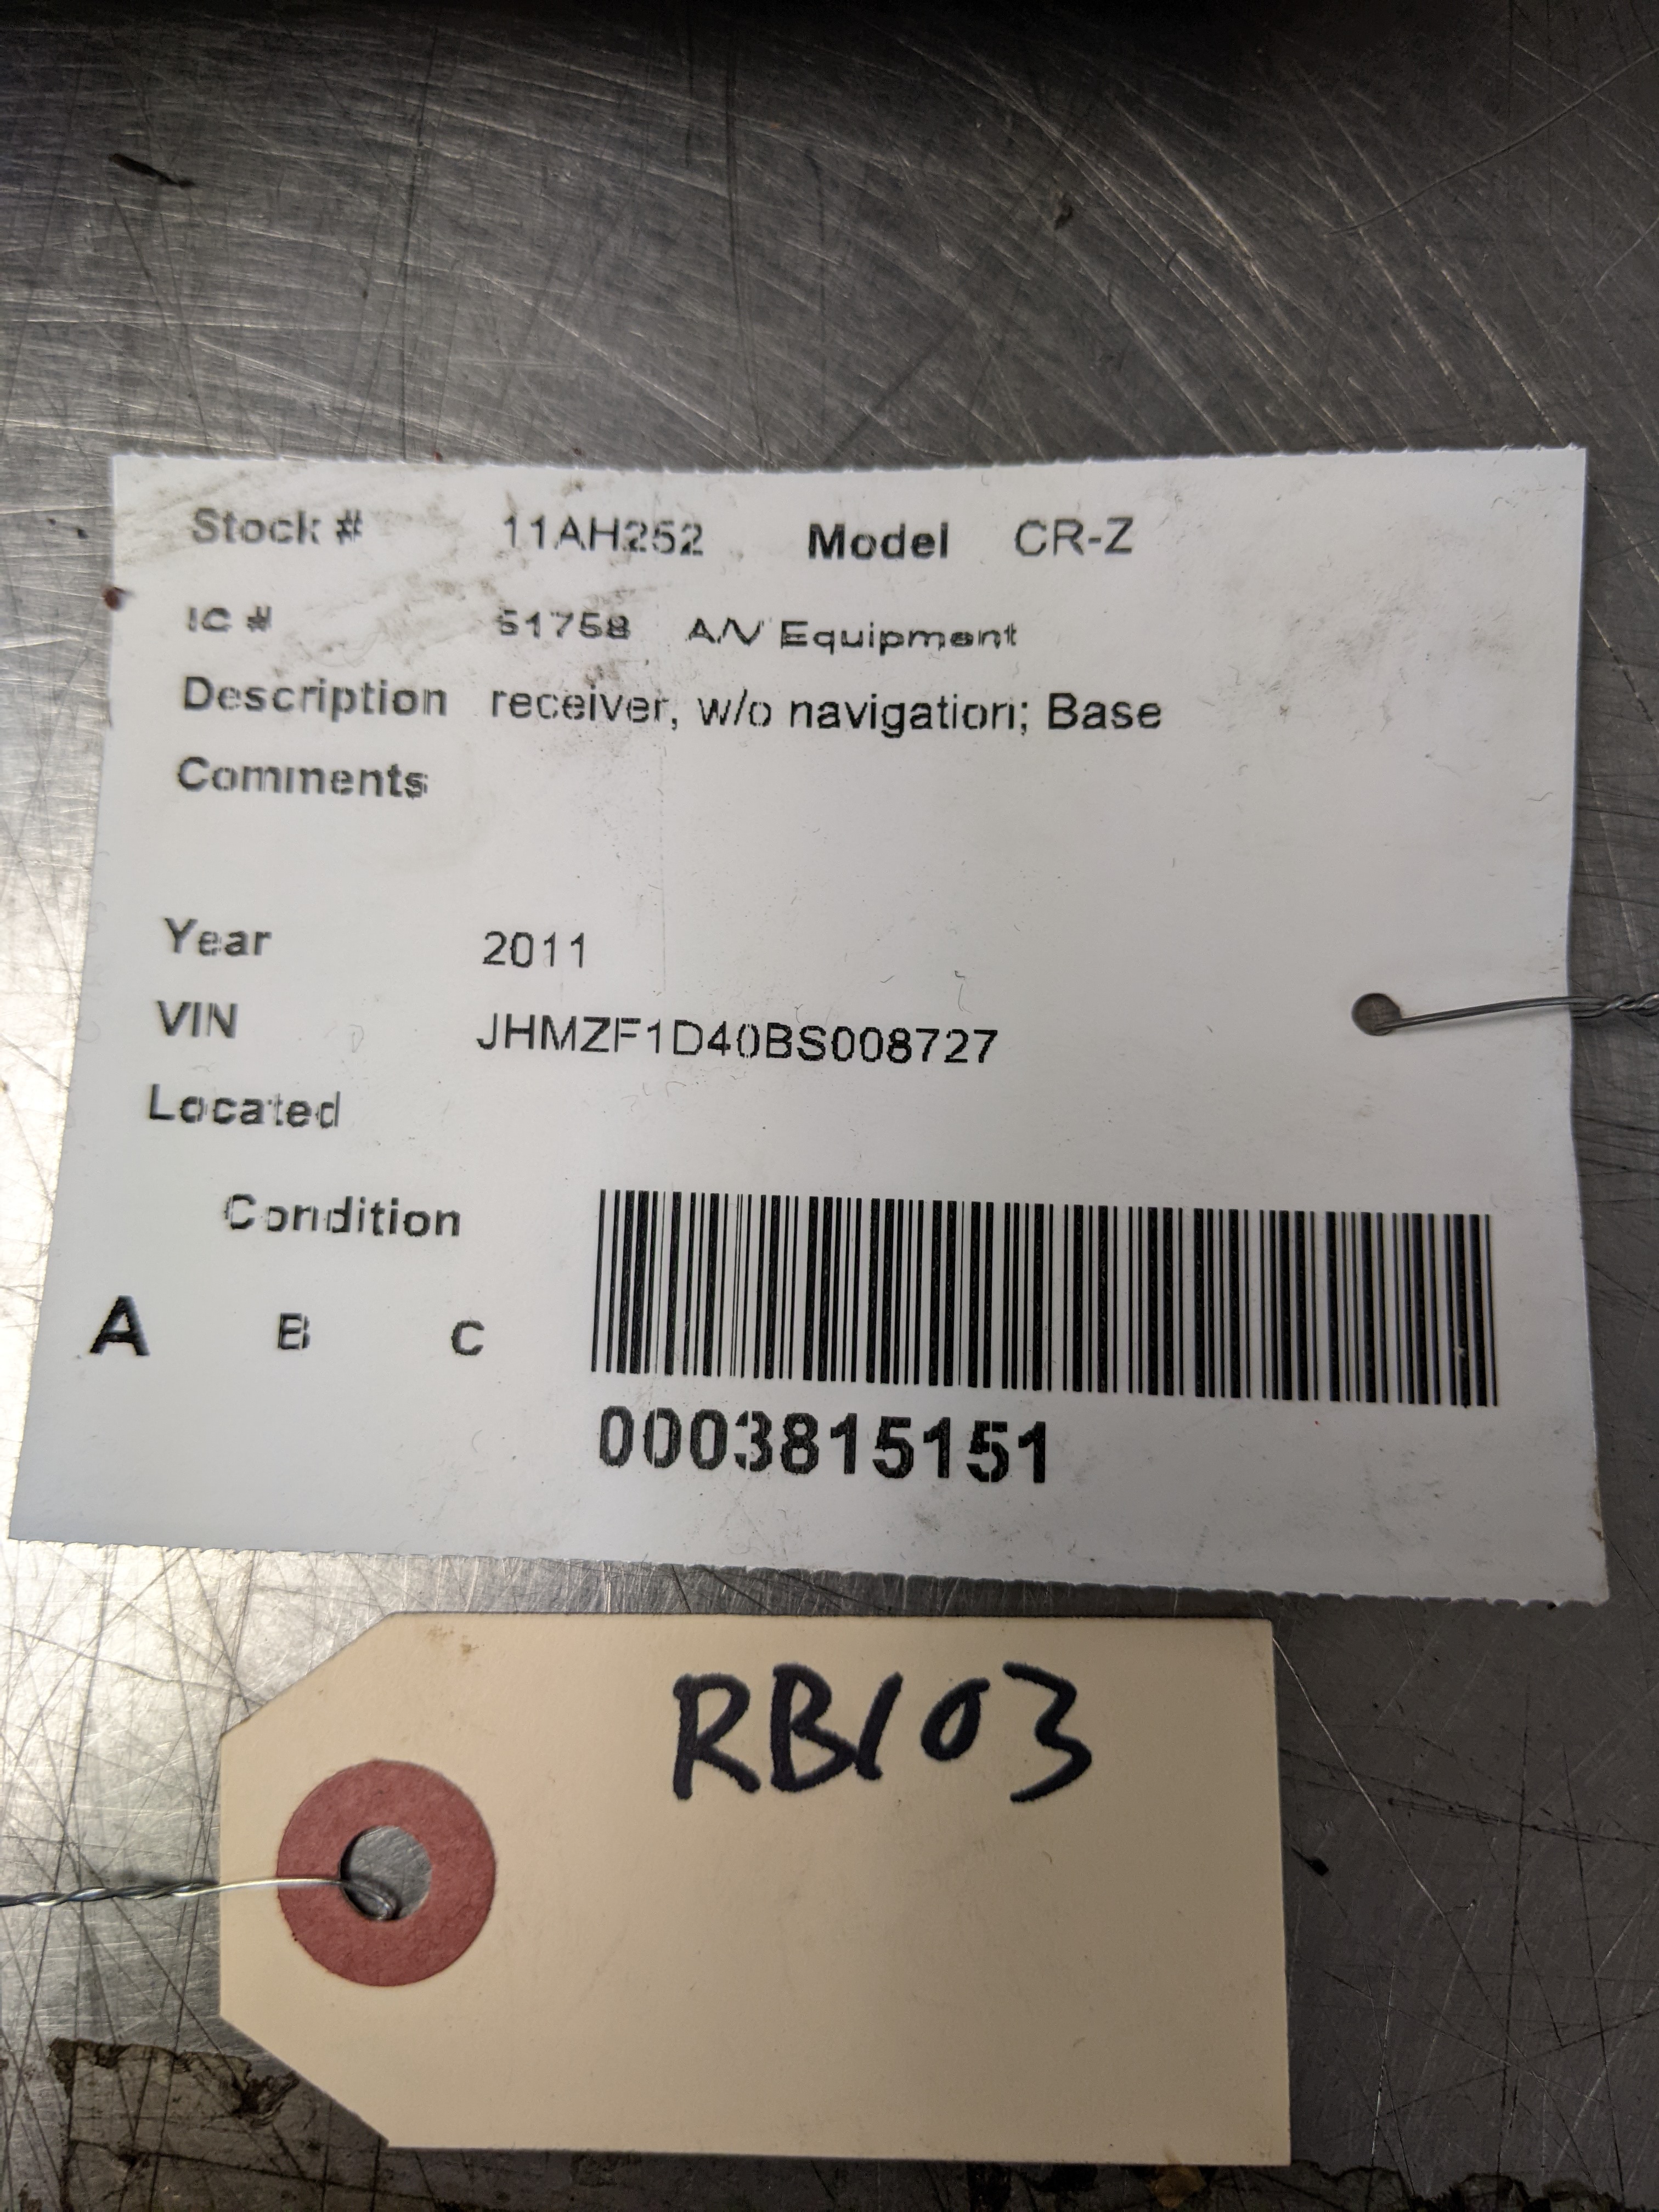 Stock # 11AH252 Model CR-Z
IC # 51758 A/V Equipment
Description receiver, w/o navigation; Base
Comments
Year 2011
VIN JHMZF1D40BS008727
Located
Condition
A B C
0003815151
RB103